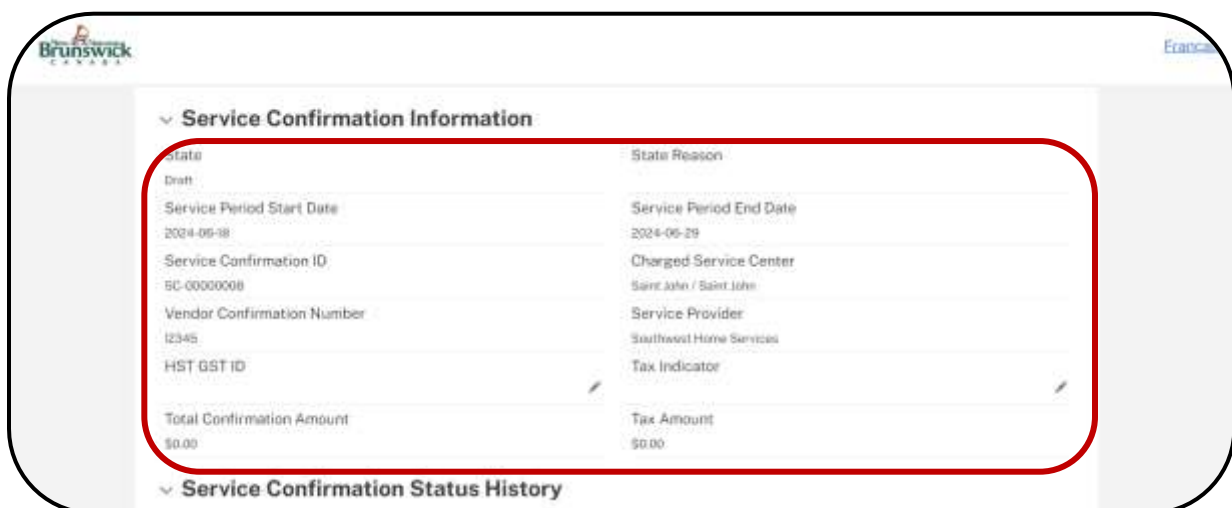 Brunswick
CANADA
Service Confirmation Information
State State Reason
Draft
Service Period Start Date Service Period End Date
2024-06-18 2024-06-29
Service Confirmation ID Charged Service Center
SC-00000008 Saint John / Saint John
Vendor Confirmation Number Service Provider
12345 Southwest Home Services
HST GST ID Tax Indicator
Total Confirmation Amount Tax Amount
$0.00 $0.00
Service Confirmation Status History